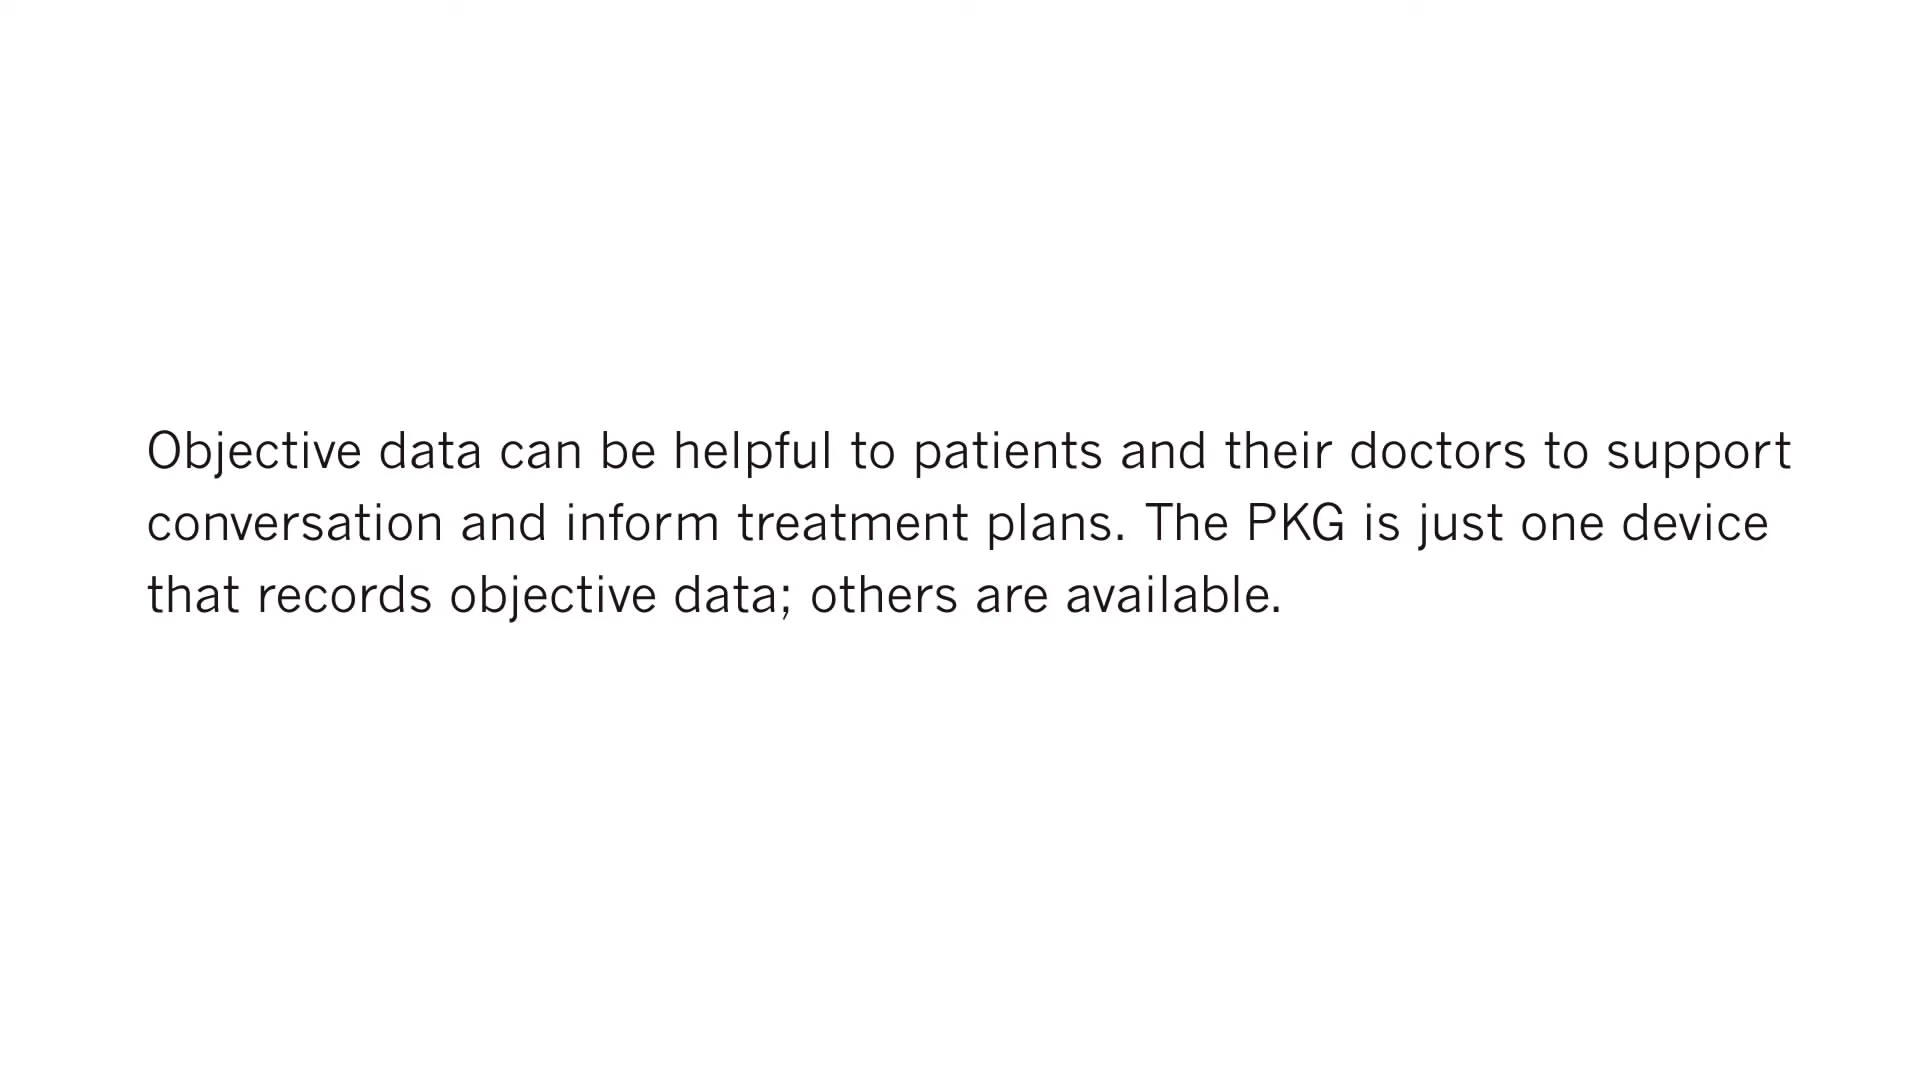 Objective data can be helpful to patients and their doctors to support
conversation and inform treatment plans. The PKG is just one device
that records objective data; others are available.